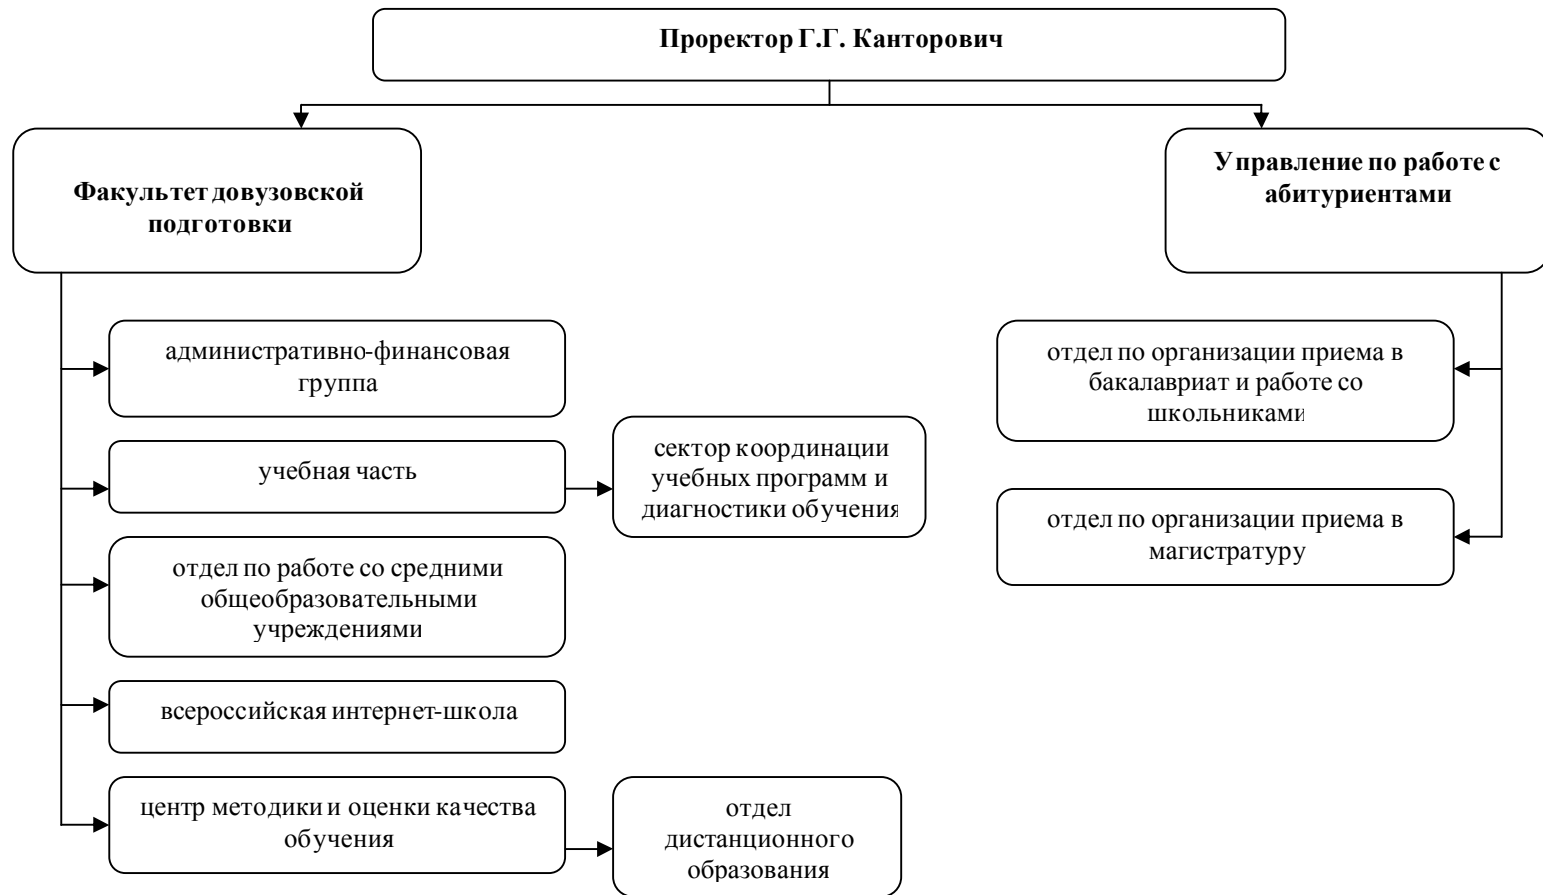 Проректор Г.Г. Канторович
Факультет довузовской
подготовки
Управление по работе с
абитуриентами
административно-финансовая
группа
учебная часть
сектор координации
учебных программ и
диагностики обучения
отдел по работе со средними
общеобразовательными
учреждениями
всероссийская интернет-школа
центр методики и оценки качества
обучения
отдел
дистанционного
образования
отдел по организации приема в
бакалавриат и работе со
школьниками
отдел по организации приема в
магистратуру